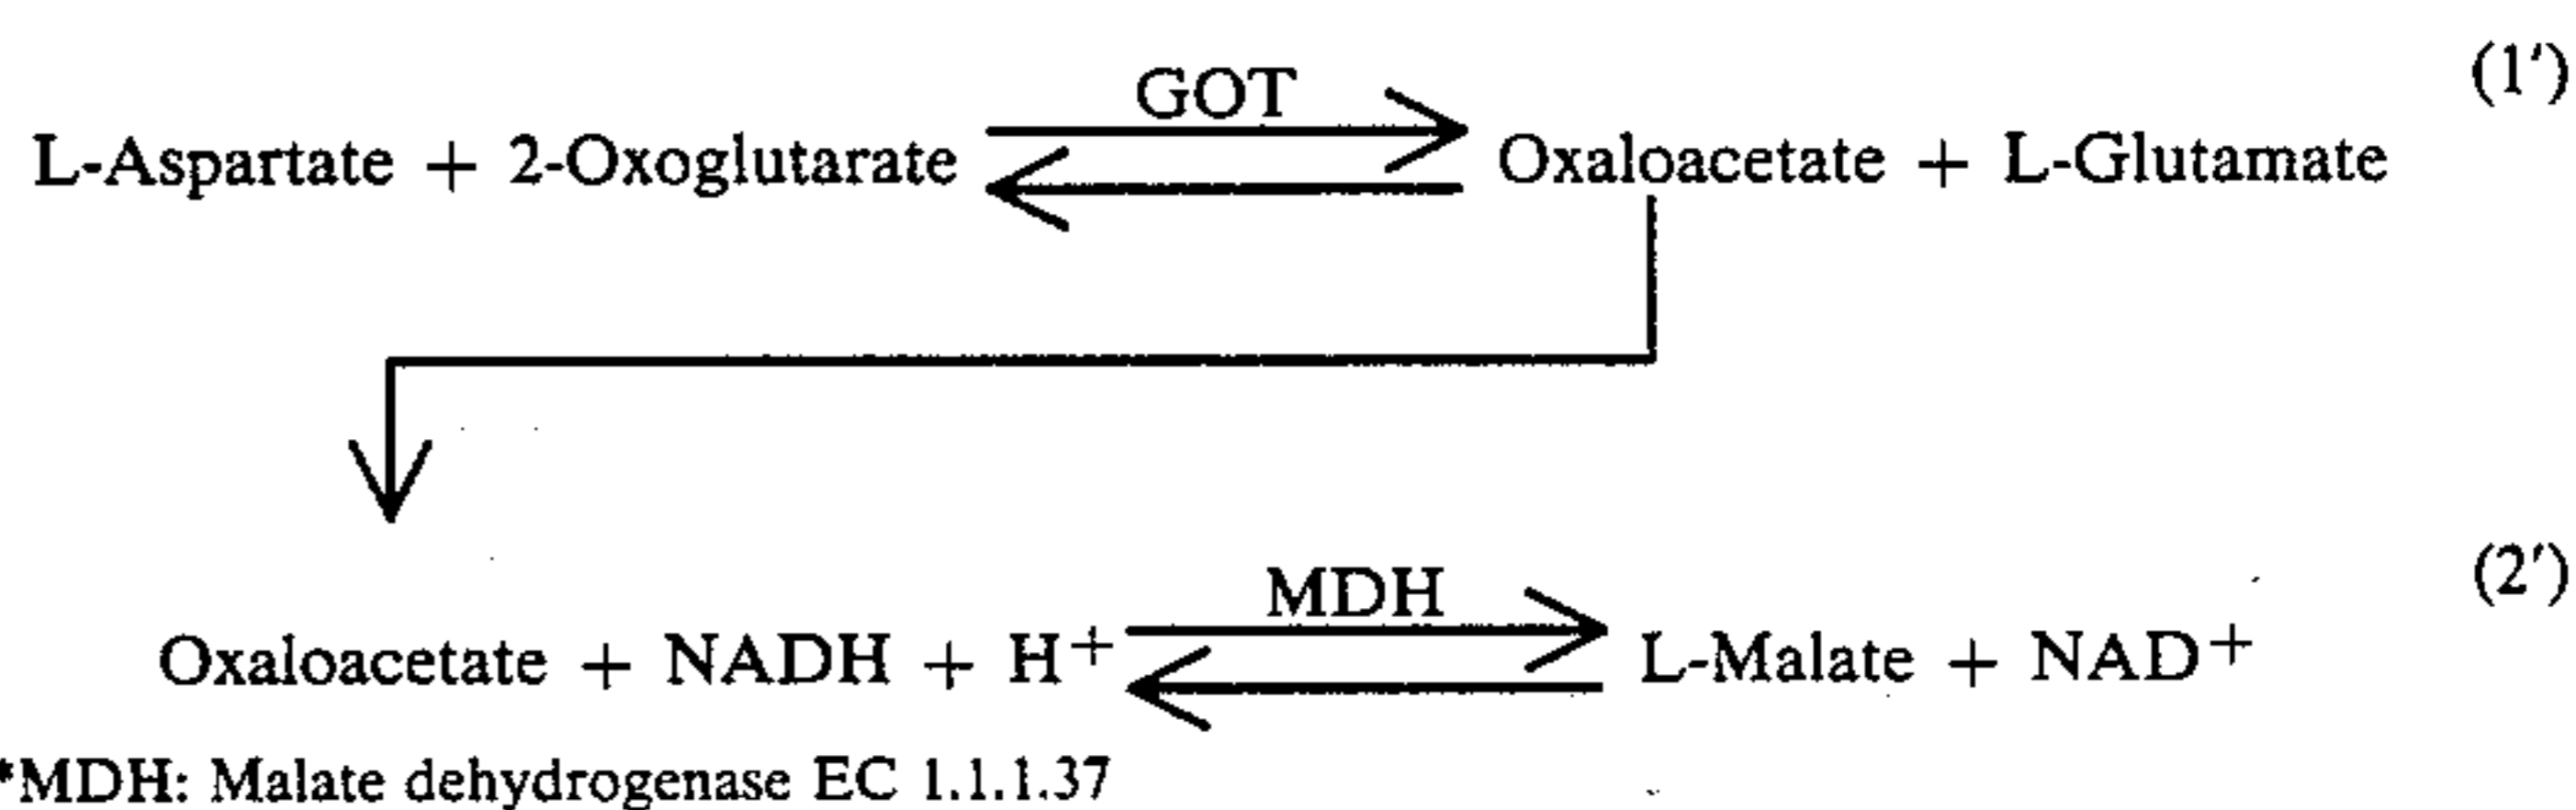 GOT (1′)
L-Aspartate + 2-Oxoglutarate ⇌ Oxaloacetate + L-Glutamate
MDH (2′)
Oxaloacetate + NADH + H⁺ ⇌ L-Malate + NAD⁺
*MDH: Malate dehydrogenase EC 1.1.1.37